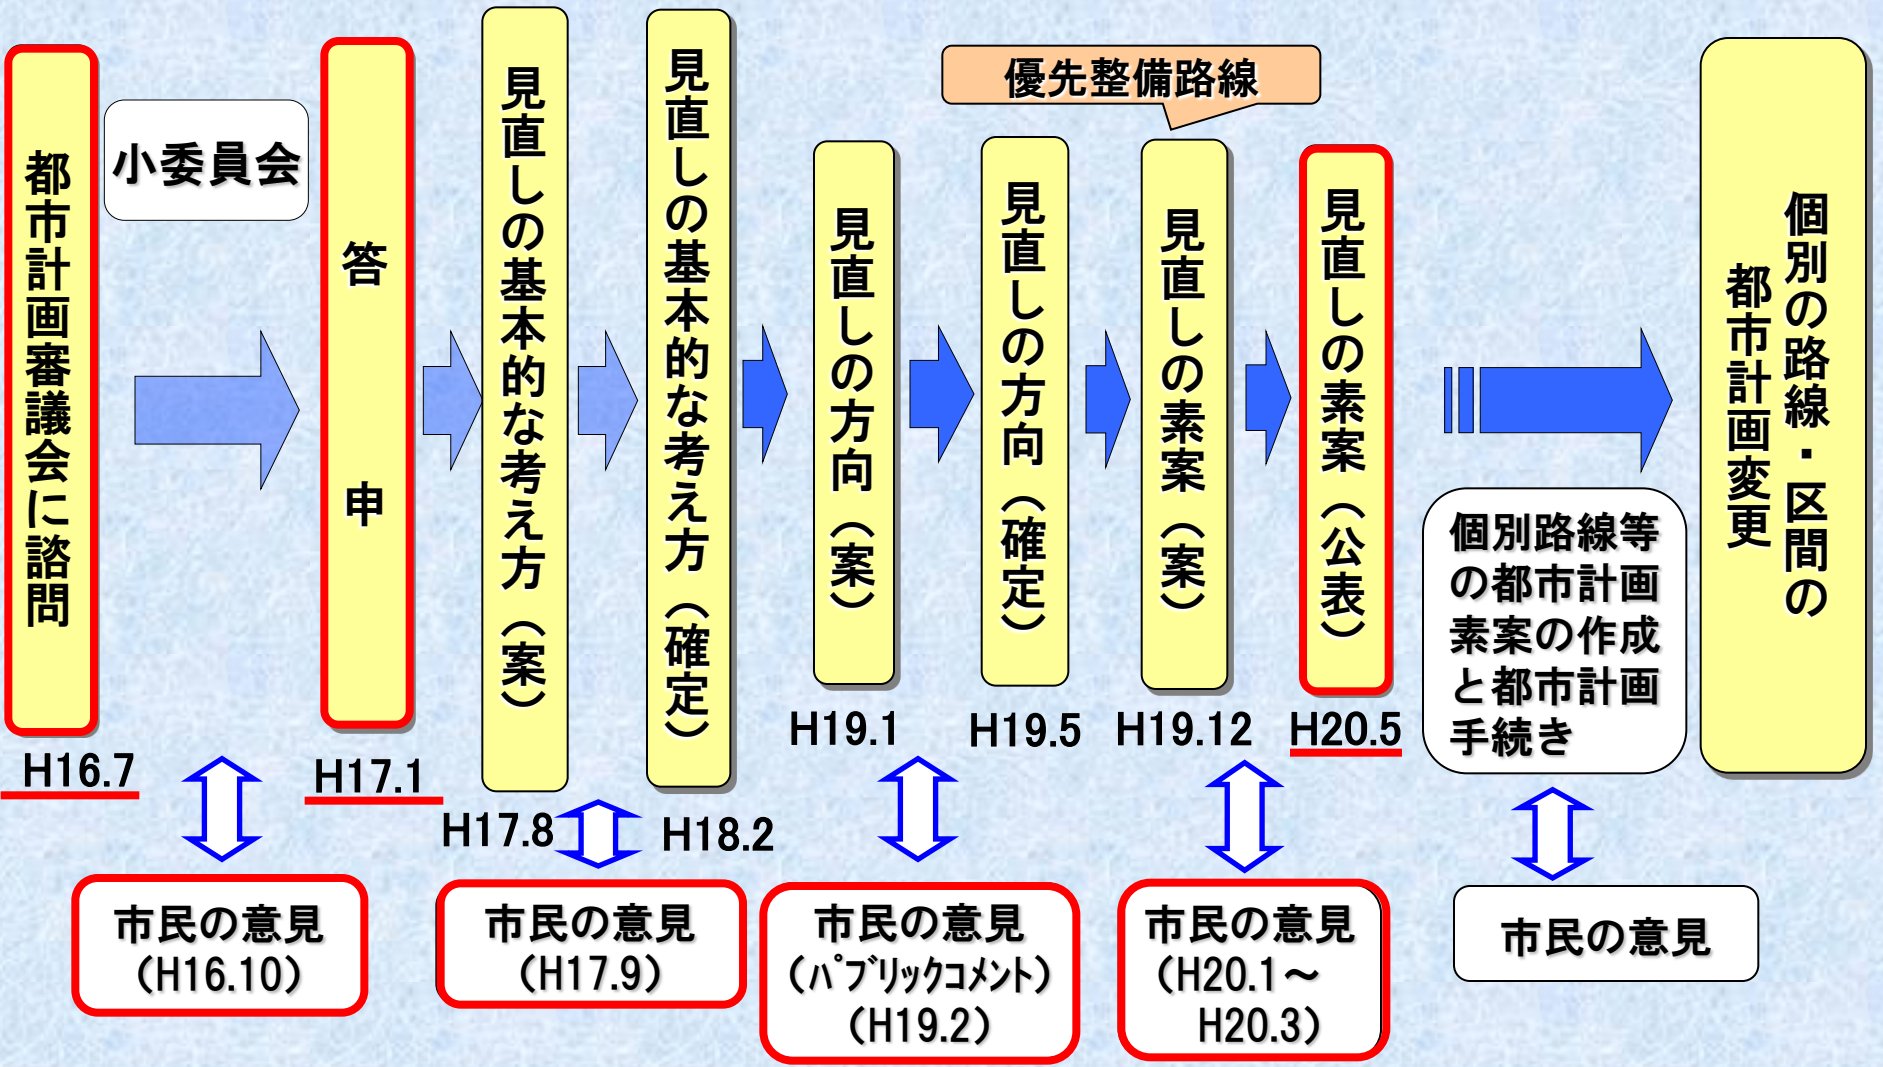 都市計画審議会に諮問
H16.7
小委員会
答申
H17.1
見直しの基本的な考え方（案）
H17.8
見直しの基本的な考え方（確定）
H18.2
見直しの方向（案）
H19.1
見直しの方向（確定）
H19.5
優先整備路線
見直しの素案（案）
H19.12
見直しの素案（公表）
H20.5
個別路線等
の都市計画
素案の作成
と都市計画
手続き
個別の路線・区間の
都市計画変更
市民の意見
（H16.10）
市民の意見
（H17.9）
市民の意見
（ﾊﾟﾌﾞﾘｯｸｺﾒﾝﾄ）
（H19.2）
市民の意見
（H20.1～
H20.3）
市民の意見